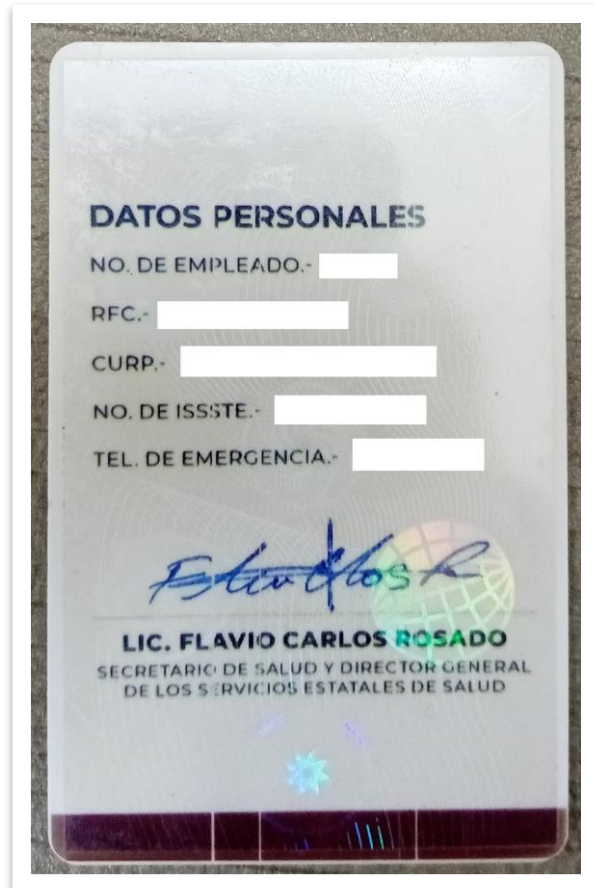 DATOS PERSONALES
NO. DE EMPLEADO.-
RFC.-
CURP.-
NO. DE ISSSTE.-
TEL. DE EMERGENCIA.-
LIC. FLAVIO CARLOS ROSADO
SECRETARIO DE SALUD Y DIRECTOR GENERAL
DE LOS SERVICIOS ESTATALES DE SALUD